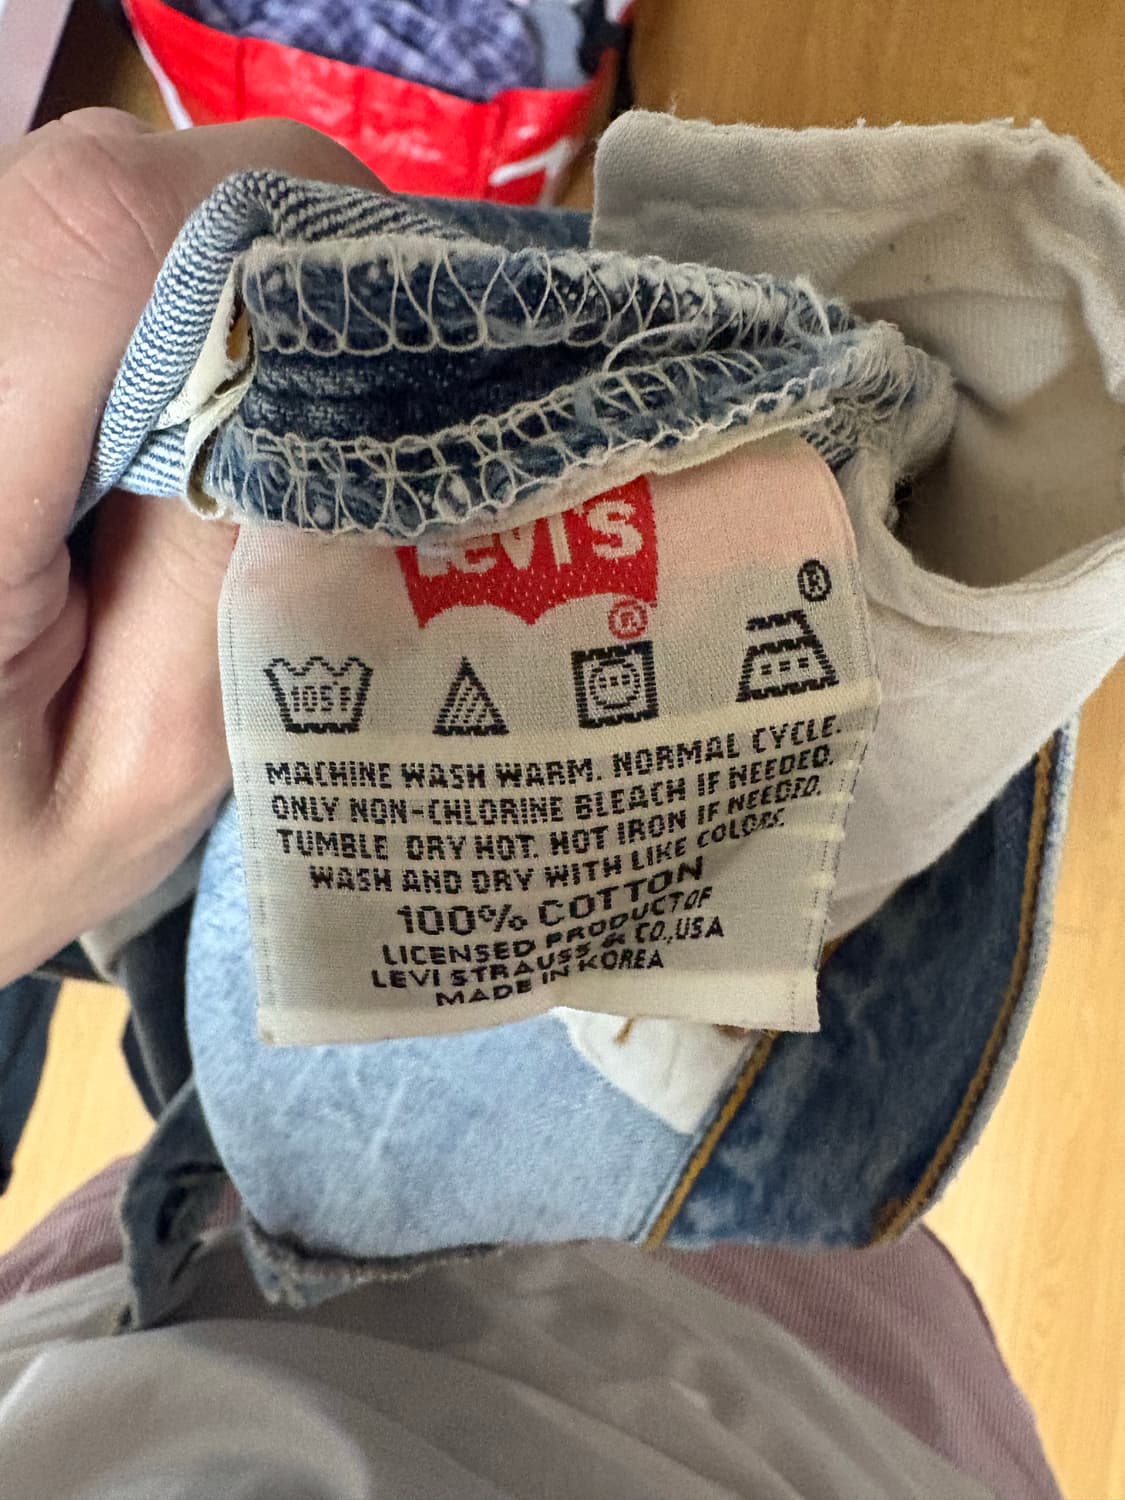 LEVI'S
®
®
105F
MACHINE WASH WARM. NORMAL CYCLE.
ONLY NON-CHLORINE BLEACH IF NEEDED.
TUMBLE DRY HOT. HOT IRON IF NEEDED.
WASH AND DRY WITH LIKE COLORS.
100% COTTON
LICENSED PRODUCT OF
LEVI STRAUSS & CO., USA
MADE IN KOREA